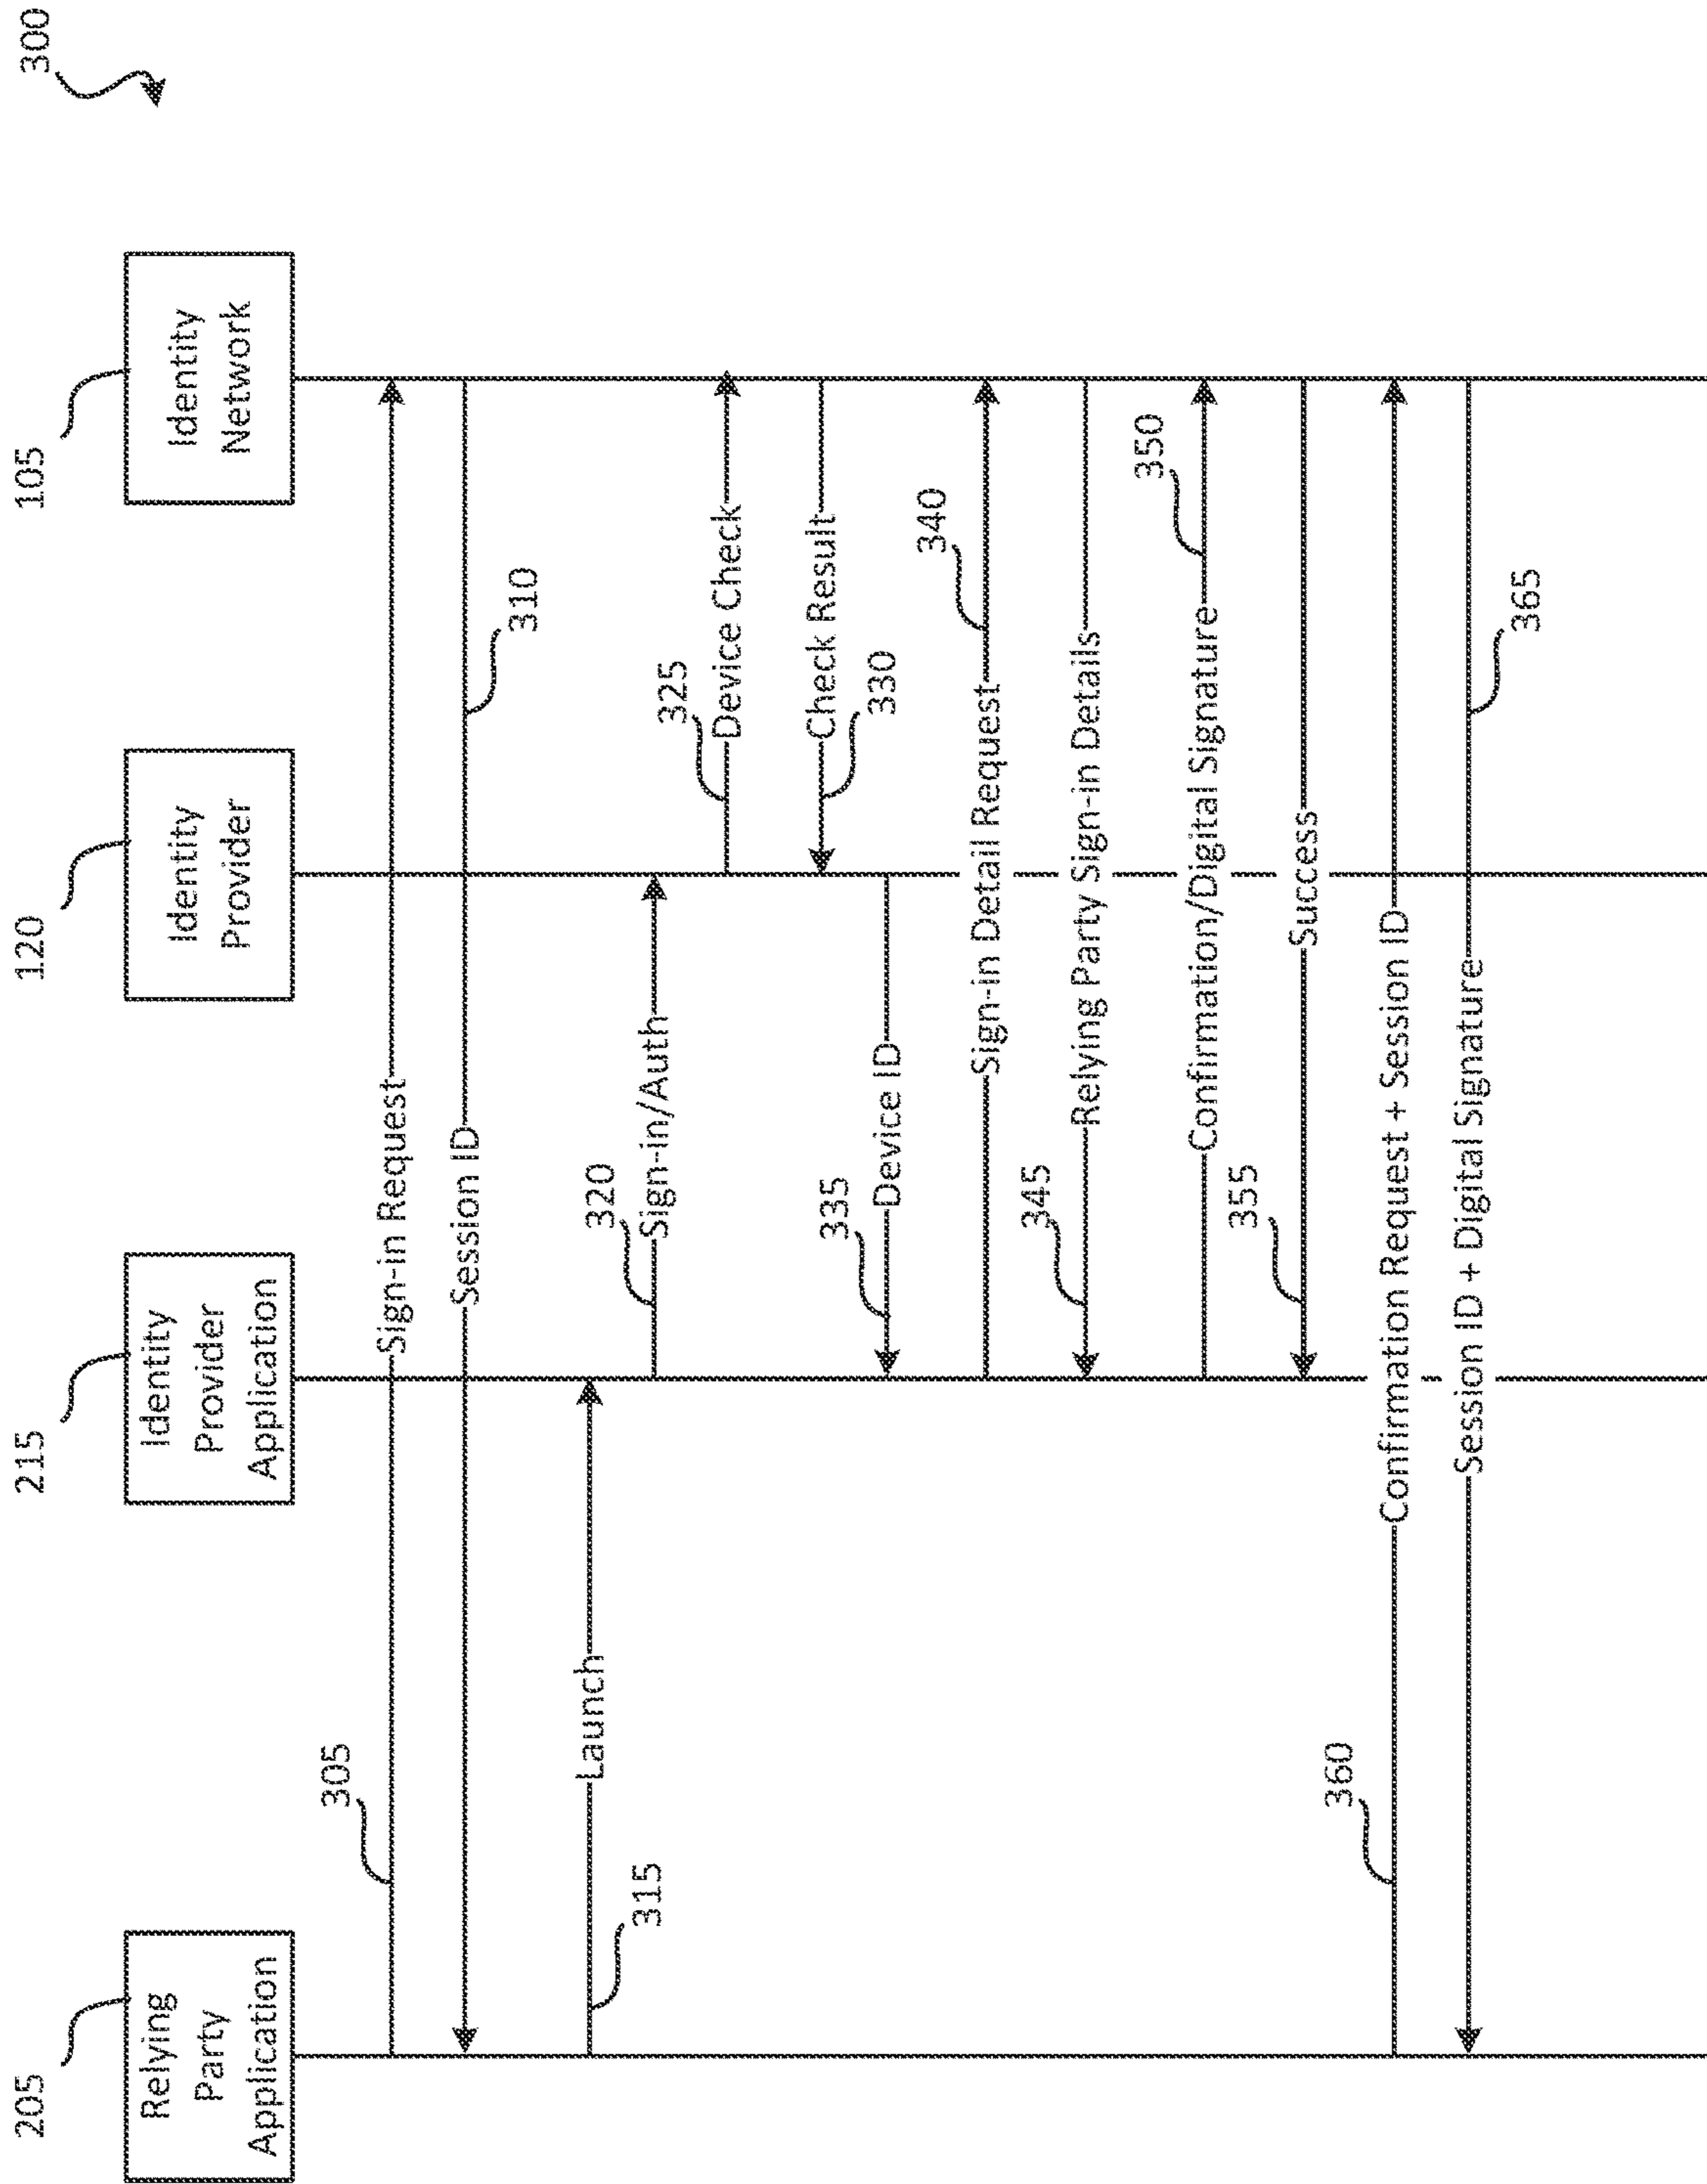 300
205
Relying
Party
Application
215
Identity
Provider
Application
120
Identity
Provider
105
Identity
Network
305
Sign-in Request
Session ID
310
Launch
315
320
Sign-in/Auth
325
Device Check
Check Result
330
335
Device ID
340
Sign-in Detail Request
345
Relying Party Sign-in Details
350
Confirmation/Digital Signature
355
Success
360
Confirmation Request + Session ID
Session ID + Digital Signature
365